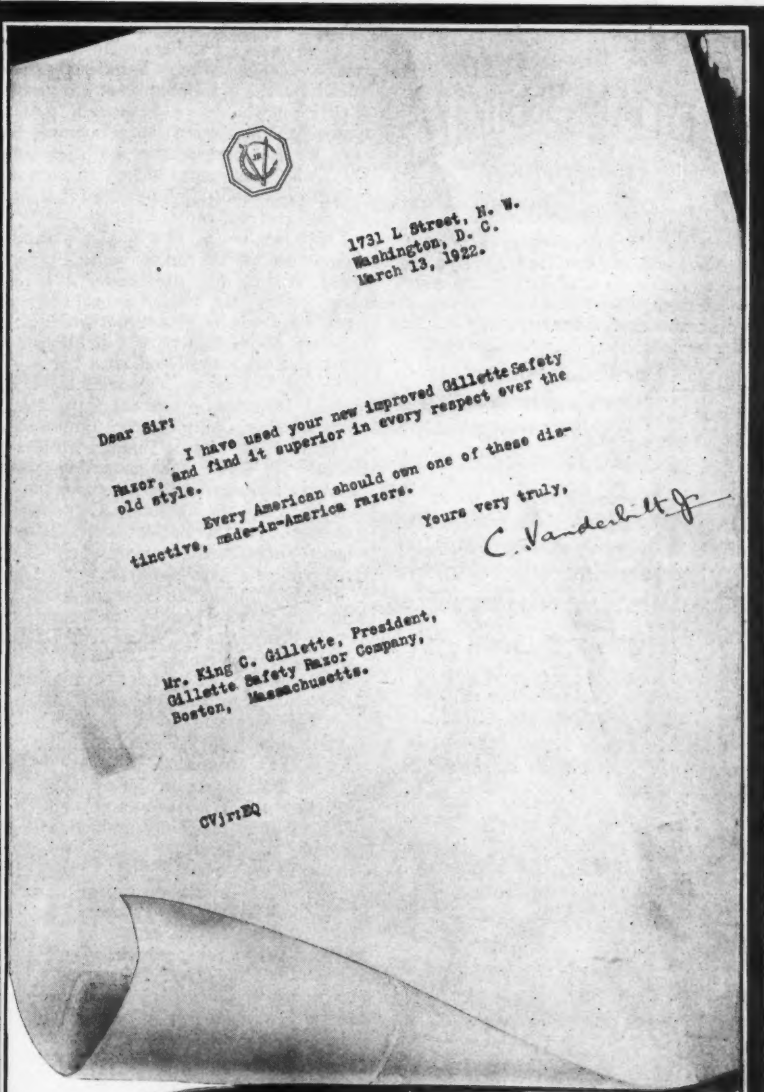 JR
1731 L Street, N. W.
Washington, D. C.
March 13, 1922.
Dear Sir:
I have used your new improved Gillette Safety
Razor, and find it superior in every respect over the
old style.
Every American should own one of these dis-
tinctive, made-in-America razors.
Yours very truly,
C. Vanderbilt Jr
Mr. King C. Gillette, President,
Gillette Safety Razor Company,
Boston, Massachusetts.
CVjr:EQ